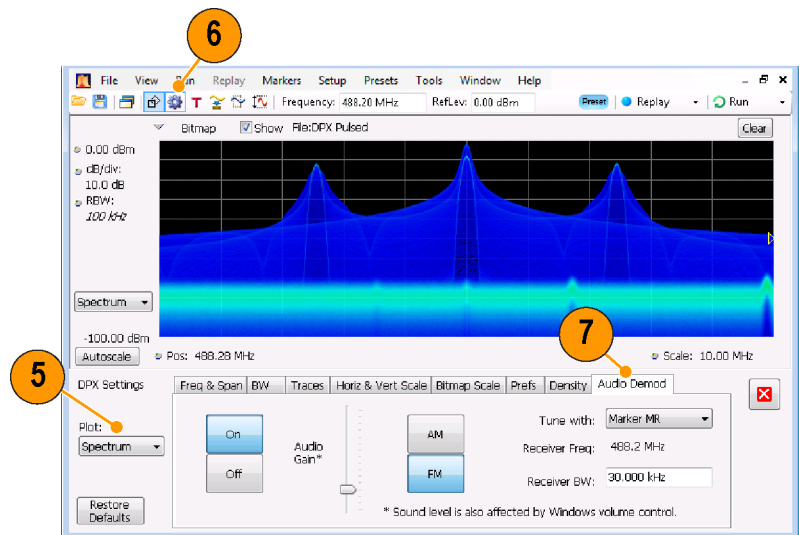 6
File View Run Replay Markers Setup Presets Tools Window Help
T Frequency: 488.20 MHz RefLev: 0.00 dBm Preset Replay Run
Bitmap Show File:DPX Pulsed Clear
0.00 dBm
dB/div:
10.0 dB
RBW:
100 kHz
Spectrum
-100.00 dBm
7
Autoscale Pos: 488.28 MHz Scale: 10.00 MHz
5
DPX Settings Freq & Span BW Traces Horiz & Vert Scale Bitmap Scale Prefs Density Audio Demod
Plot:
Spectrum
On
Off
Audio
Gain*
AM
FM
Tune with: Marker MR
Receiver Freq: 488.2 MHz
Receiver BW: 30.000 kHz
Restore
Defaults
* Sound level is also affected by Windows volume control.